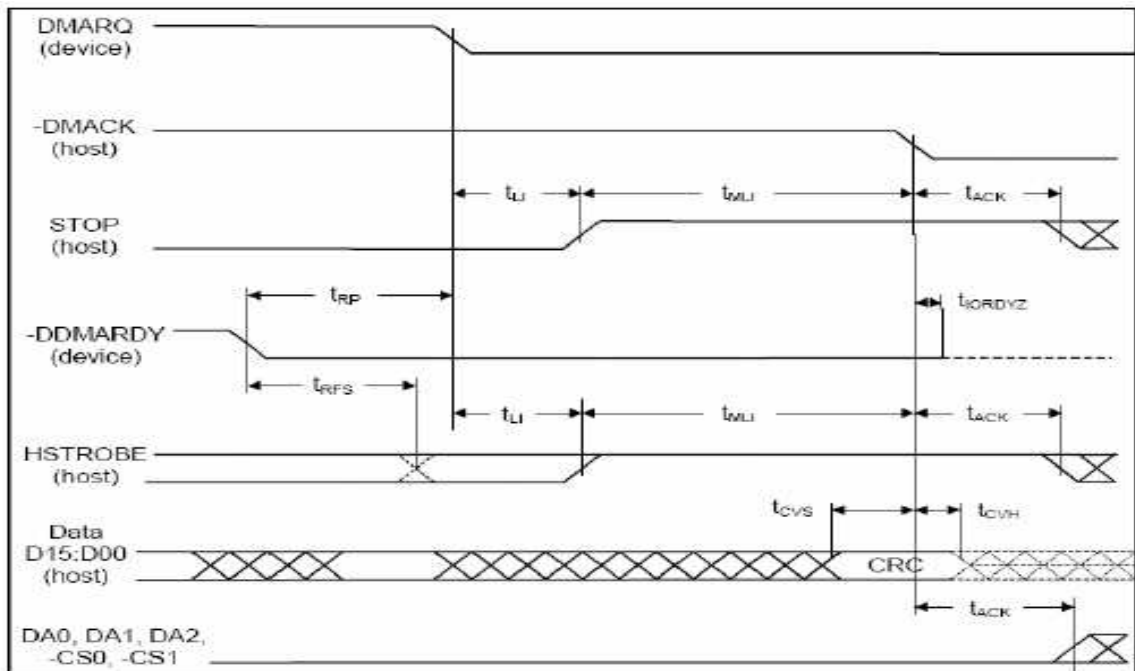 DMARQ
(device)
-DMACK
(host)
tLI
tMLI
tACK
STOP
(host)
tRP
tIORDYZ
-DDMARDY
(device)
tRFS
tLI
tMLI
tACK
HSTROBE
(host)
tCVS
tCVH
Data
D15:D00
(host)
CRC
tACK
DA0, DA1, DA2,
-CS0, -CS1